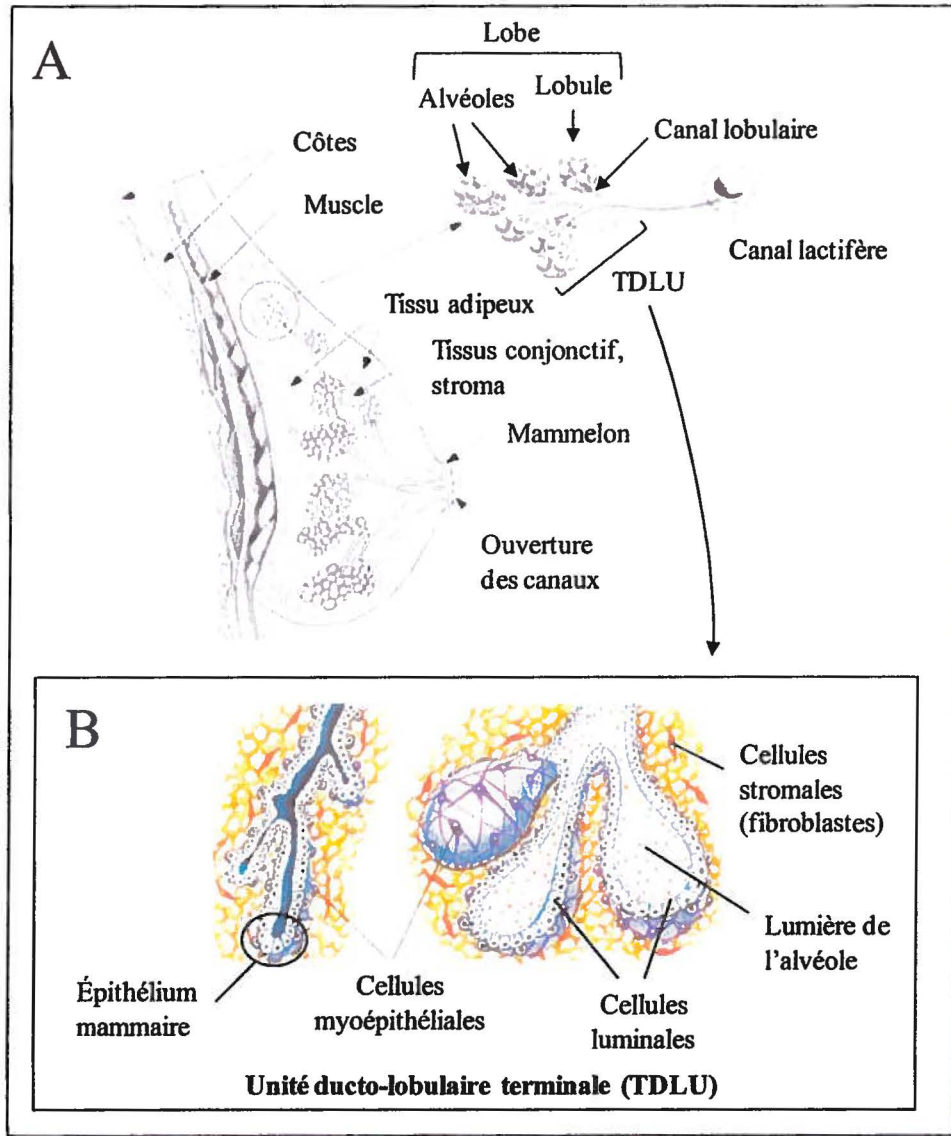 A
Lobe
Alvéoles
Lobule
Canal lobulaire
Côtes
Muscle
Canal lactifère
TDLU
Tissu adipeux
Tissus conjonctif,
stroma
Mammelon
Ouverture
des canaux
B
Cellules
stromales
(fibroblastes)
Lumière de
l'alvéole
Épithélium
mammaire
Cellules
myoépithéliales
Cellules
luminales
Unité ducto-lobulaire terminale (TDLU)